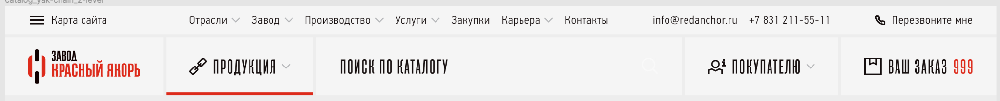 catalog_yak-chain_2-level
Карта сайта
Отрасли Завод Производство Услуги Закупки Карьера Контакты
info@redanchor.ru +7 831 211-55-11
Перезвоните мне
ЗАВОД
КРАСНЫЙ ЯКОРЬ
ПРОДУКЦИЯ
ПОИСК ПО КАТАЛОГУ
ПОКУПАТЕЛЮ
ВАШ ЗАКАЗ 999